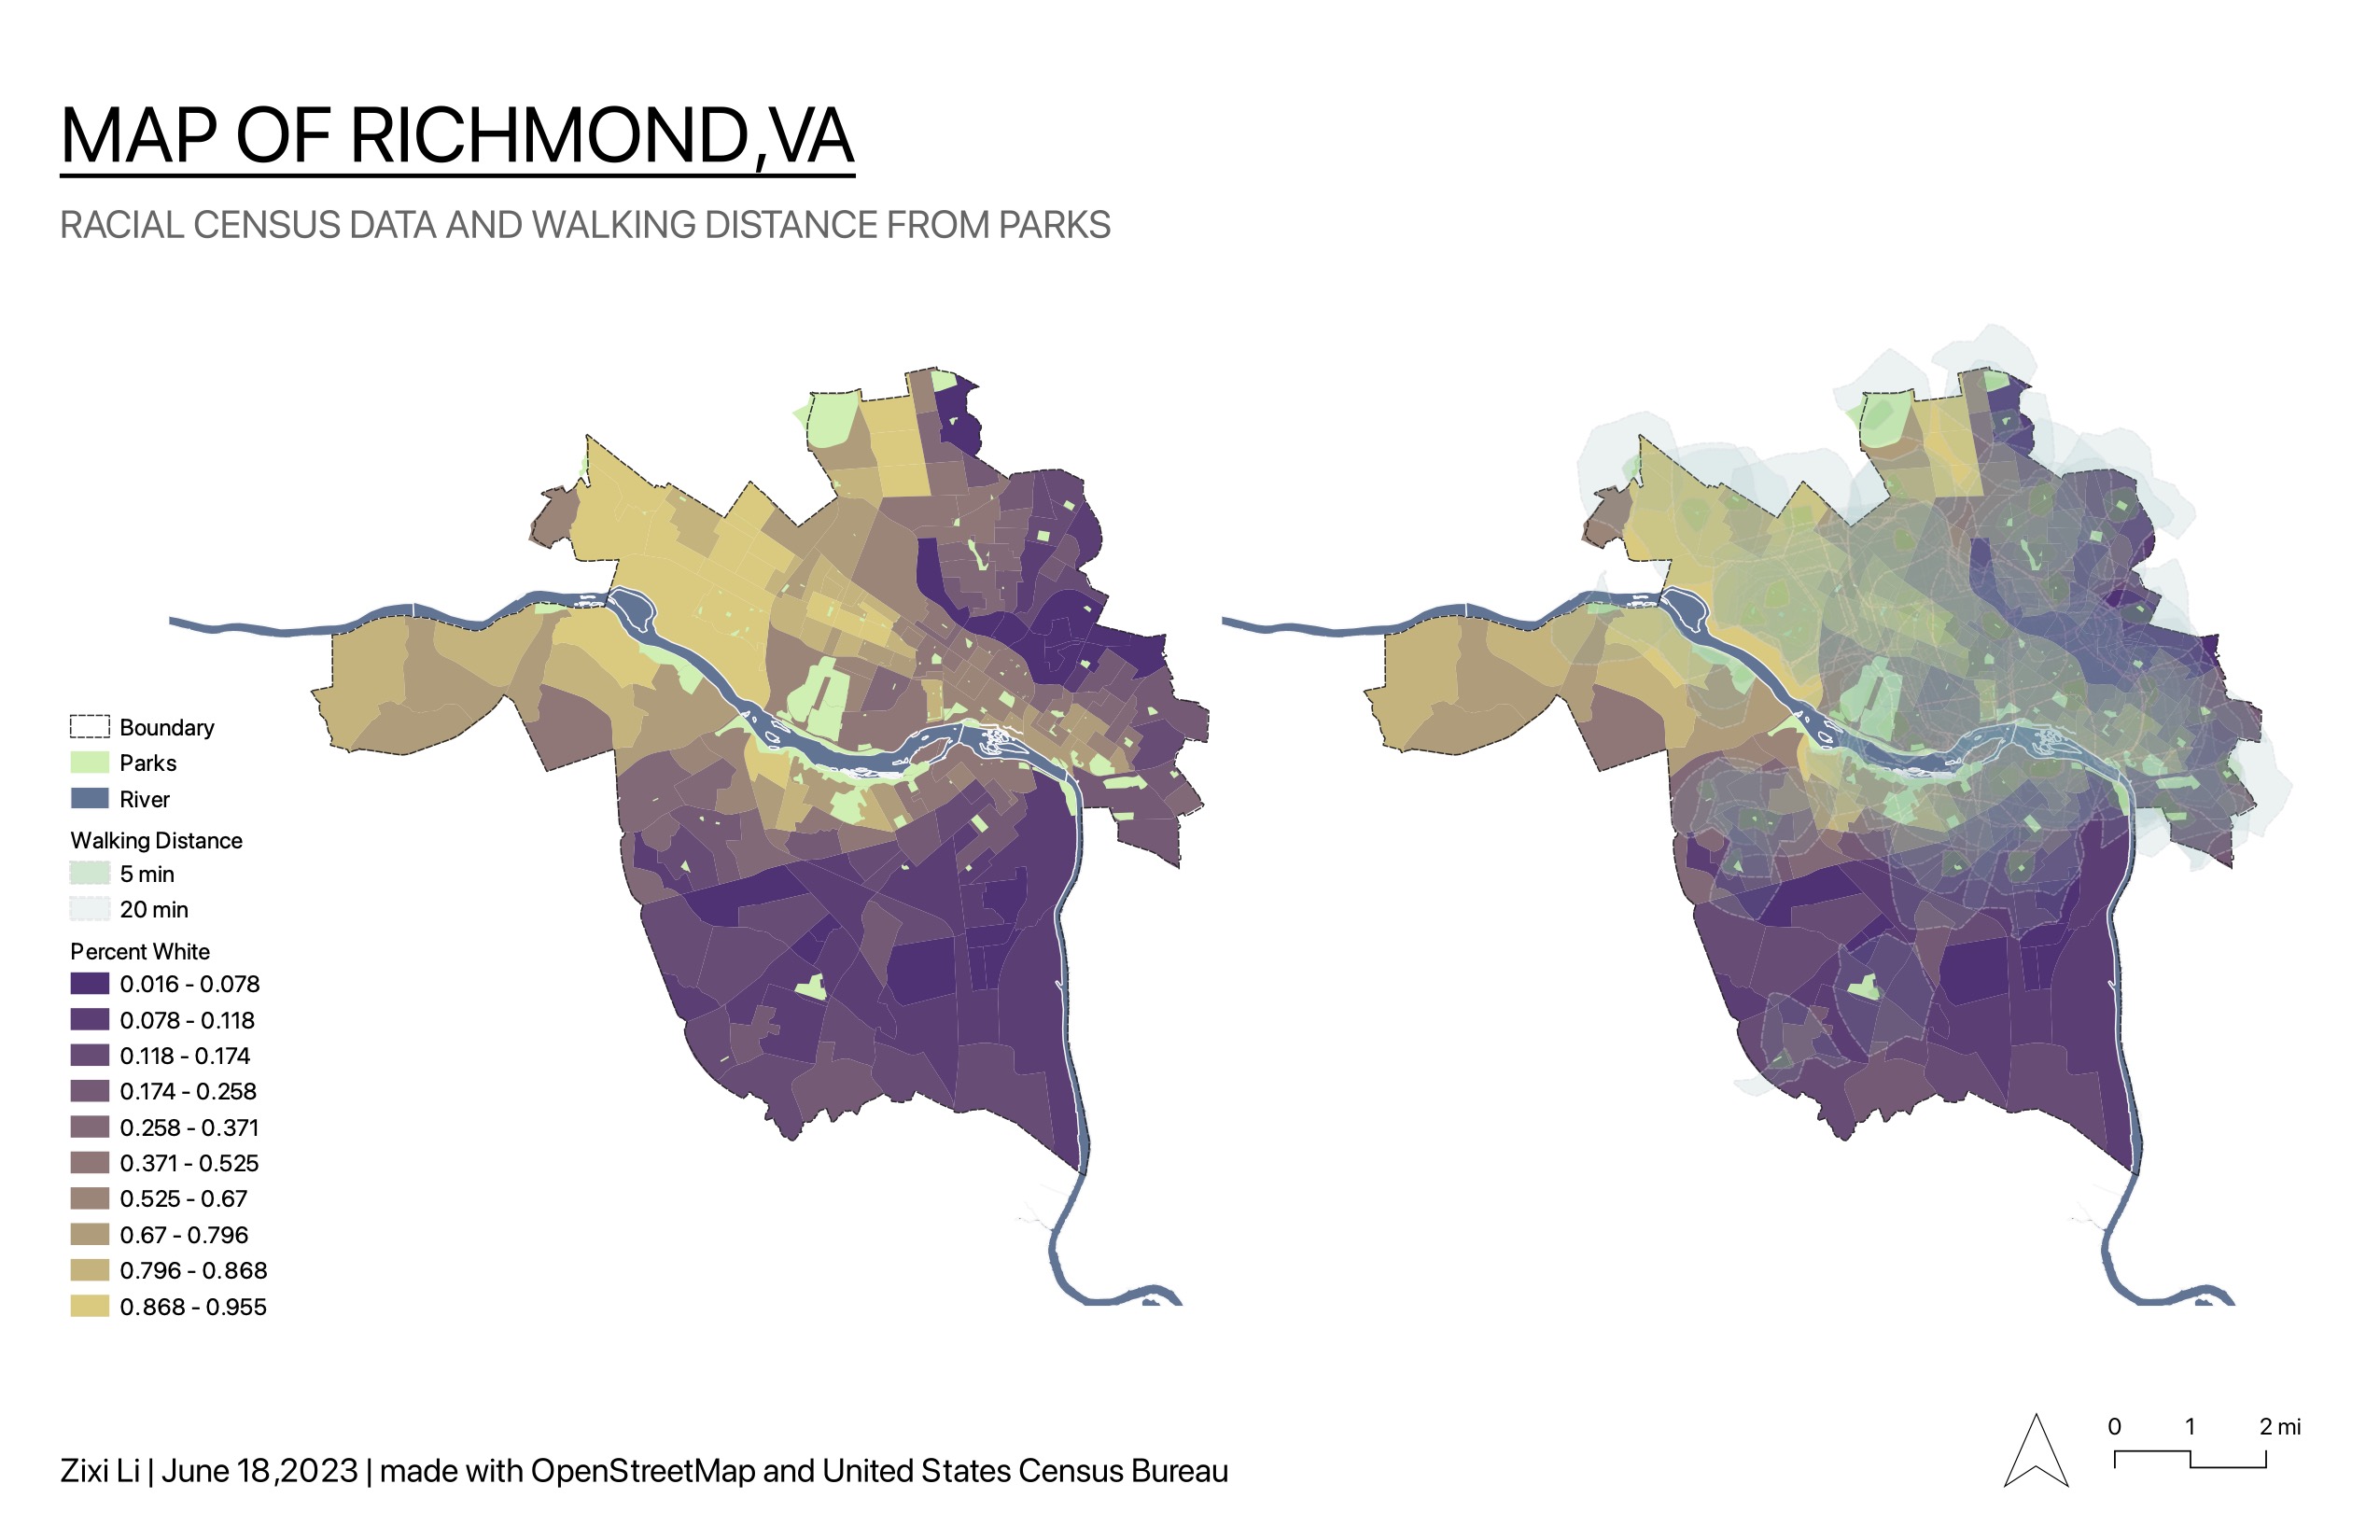 MAP OF RICHMOND,VA
RACIAL CENSUS DATA AND WALKING DISTANCE FROM PARKS
Boundary
Parks
River
Walking Distance
5 min
20 min
Percent White
0.016 - 0.078
0.078 - 0.118
0.118 - 0.174
0.174 - 0.258
0.258 - 0.371
0.371 - 0.525
0.525 - 0.67
0.67 - 0.796
0.796 - 0.868
0.868 - 0.955
0 1 2 mi
Zixi Li | June 18,2023 | made with OpenStreetMap and United States Census Bureau